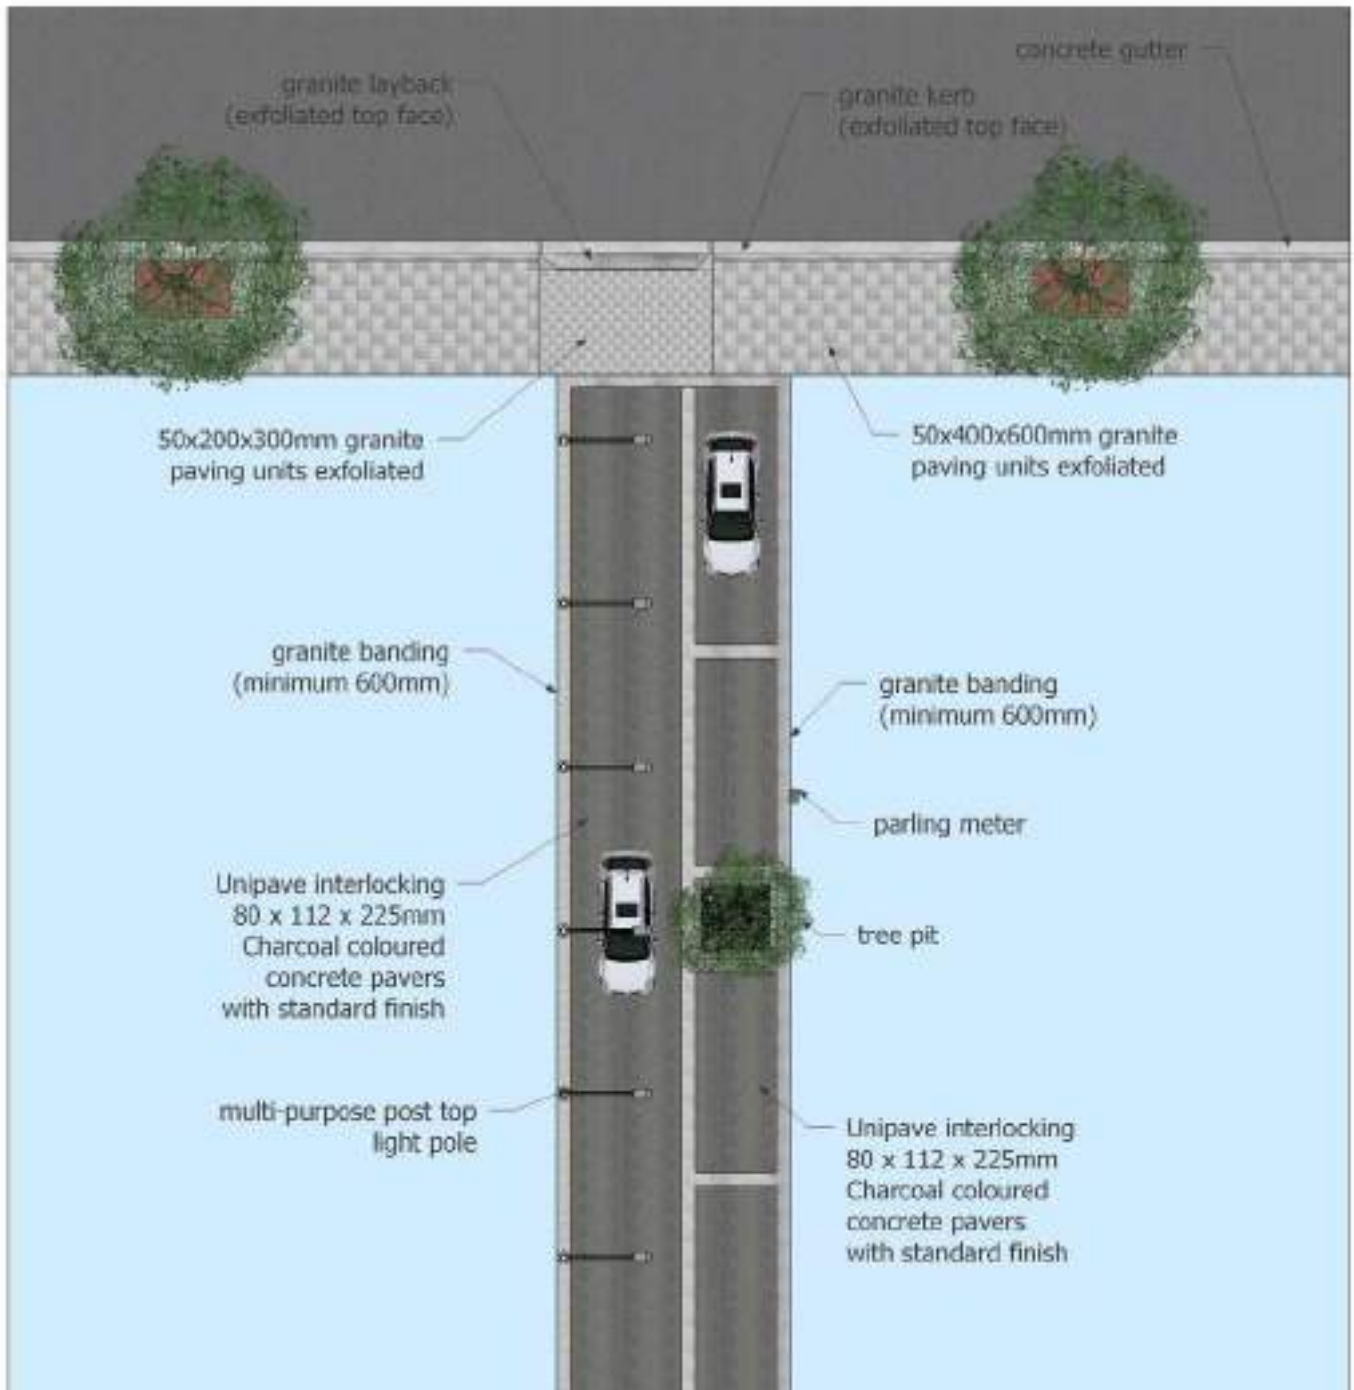 concrete gutter
granite layback
(exfoliated top face)
granite kerb
(exfoliated top face)
50x200x300mm granite
paving units exfoliated
50x400x600mm granite
paving units exfoliated
granite banding
(minimum 600mm)
granite banding
(minimum 600mm)
parling meter
Unipave interlocking
80 x 112 x 225mm
Charcoal coloured
concrete pavers
with standard finish
tree pit
multi-purpose post top
light pole
Unipave interlocking
80 x 112 x 225mm
Charcoal coloured
concrete pavers
with standard finish